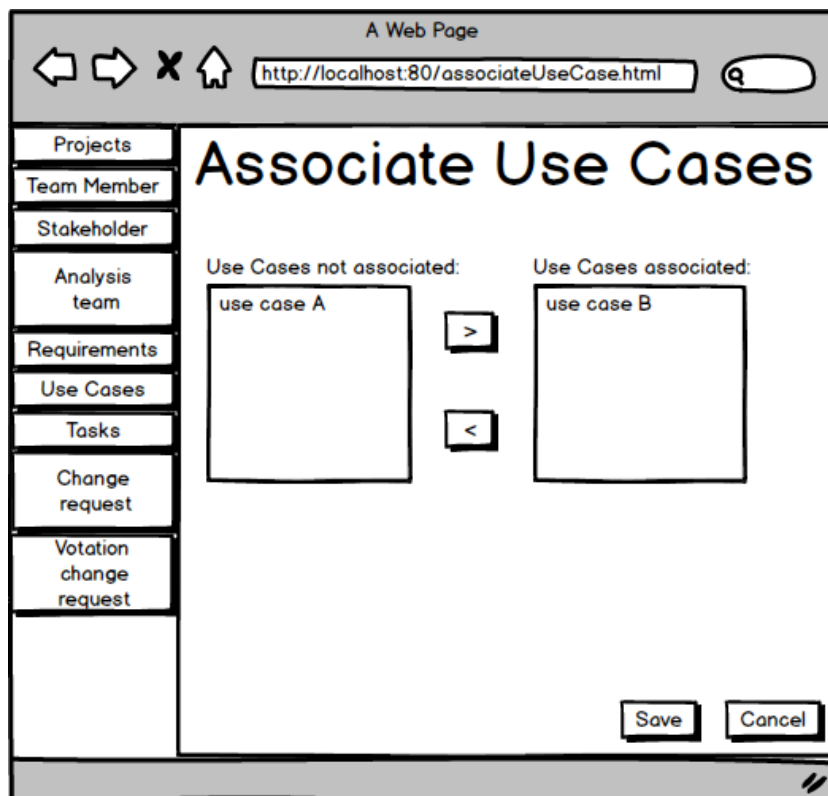 A Web Page
http://localhost:80/associateUseCase.html
Projects
Team Member
Stakeholder
Analysis
team
Requirements
Use Cases
Tasks
Change
request
Votation
change
request
Associate Use Cases
Use Cases not associated:
use case A
>
<
Use Cases associated:
use case B
Save
Cancel